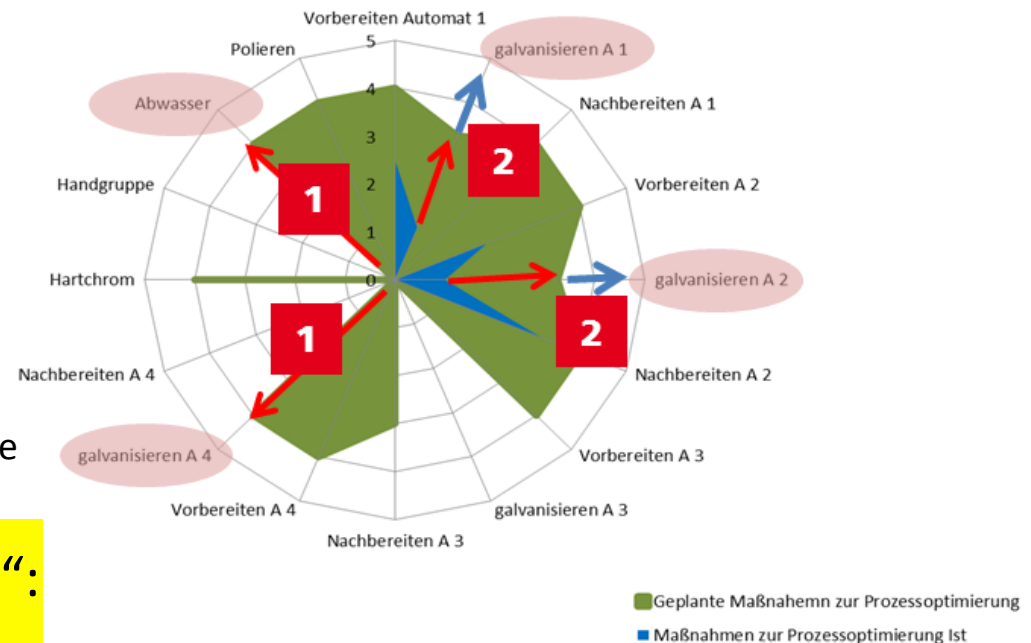 Vorbereiten Automat 1
Polieren
galvanisieren A 1
Abwasser
Nachbereiten A 1
Handgruppe
Vorbereiten A 2
Hartchrom
galvanisieren A 2
Nachbereiten A 4
Nachbereiten A 2
galvanisieren A 4
Vorbereiten A 3
Vorbereiten A 4
galvanisieren A 3
Nachbereiten A 3
5
4
3
2
1
0
1
2
1
2
e
“:
Geplante Maßnahemn zur Prozessoptimierung
Maßnahmen zur Prozessoptimierung Ist